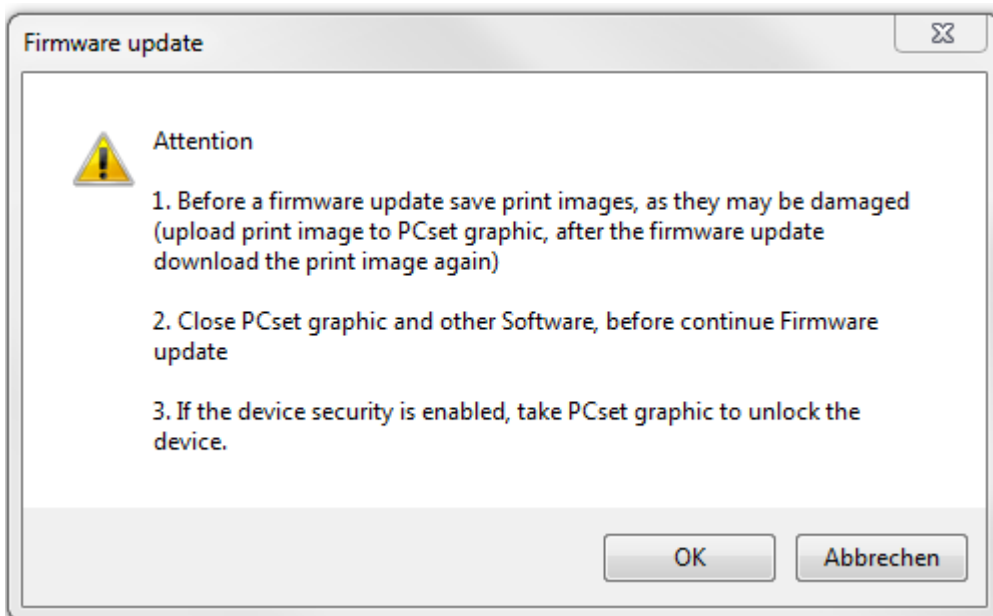 Firmware update
Attention
1. Before a firmware update save print images, as they may be damaged
(upload print image to PCset graphic, after the firmware update
download the print image again)
2. Close PCset graphic and other Software, before continue Firmware
update
3. If the device security is enabled, take PCset graphic to unlock the
device.
OK
Abbrechen